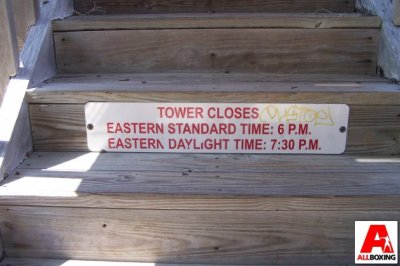 TOWER CLOSES
EASTERN STANDARD TIME: 6 P.M.
EASTERN DAYLIGHT TIME: 7:30 P.M.
A
ALLBOXING